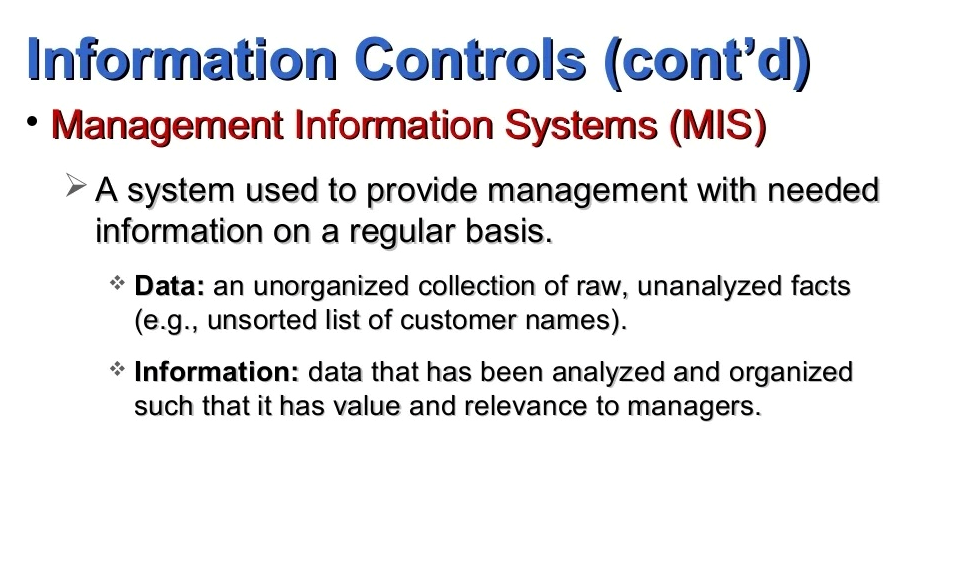 Information Controls (cont’d)
• Management Information Systems (MIS)
➢ A system used to provide management with needed
information on a regular basis.
❖ Data: an unorganized collection of raw, unanalyzed facts
(e.g., unsorted list of customer names).
❖ Information: data that has been analyzed and organized
such that it has value and relevance to managers.